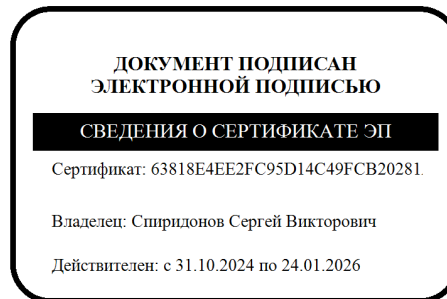 ДОКУМЕНТ ПОДПИСАН
ЭЛЕКТРОННОЙ ПОДПИСЬЮ
СВЕДЕНИЯ О СЕРТИФИКАТЕ ЭП
Сертификат: 63818E4EE2FC95D14C49FCB20281
Владелец: Спиридонов Сергей Викторович
Действителен: с 31.10.2024 по 24.01.2026